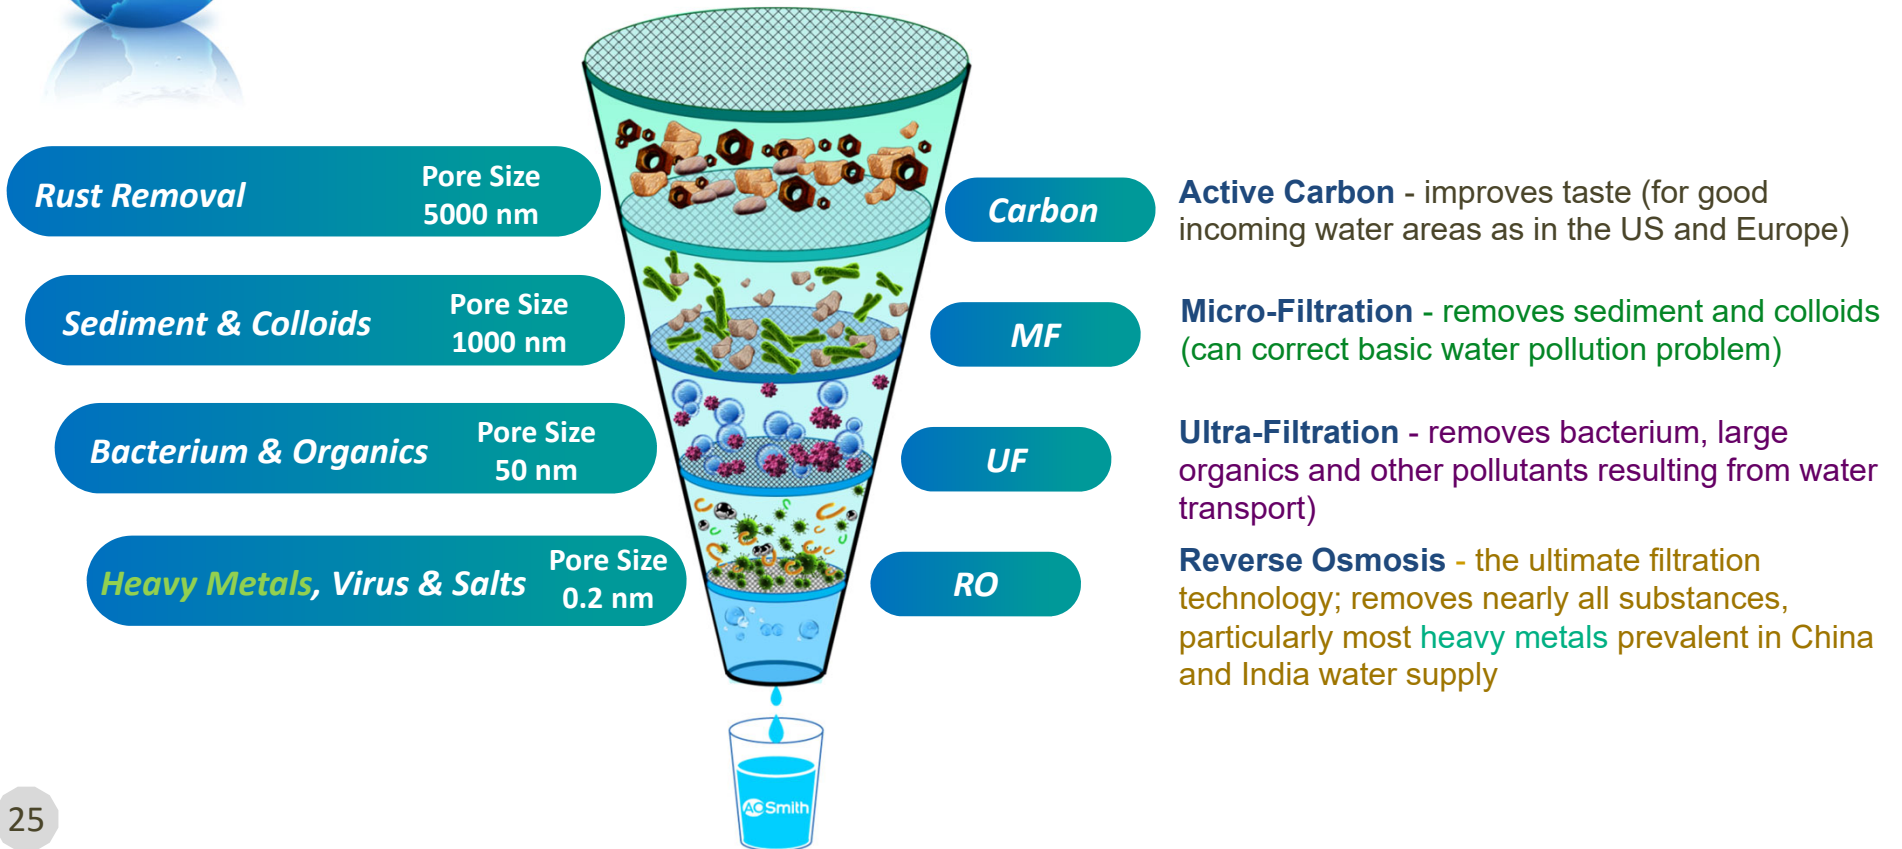 Rust Removal
Pore Size
5000 nm
Carbon
Active Carbon - improves taste (for good
incoming water areas as in the US and Europe)
Sediment & Colloids
Pore Size
1000 nm
MF
Micro-Filtration - removes sediment and colloids
(can correct basic water pollution problem)
Bacterium & Organics
Pore Size
50 nm
UF
Ultra-Filtration - removes bacterium, large
organics and other pollutants resulting from water
transport)
Heavy Metals, Virus & Salts
Pore Size
0.2 nm
RO
Reverse Osmosis - the ultimate filtration
technology; removes nearly all substances,
particularly most heavy metals prevalent in China
and India water supply
AO Smith
25